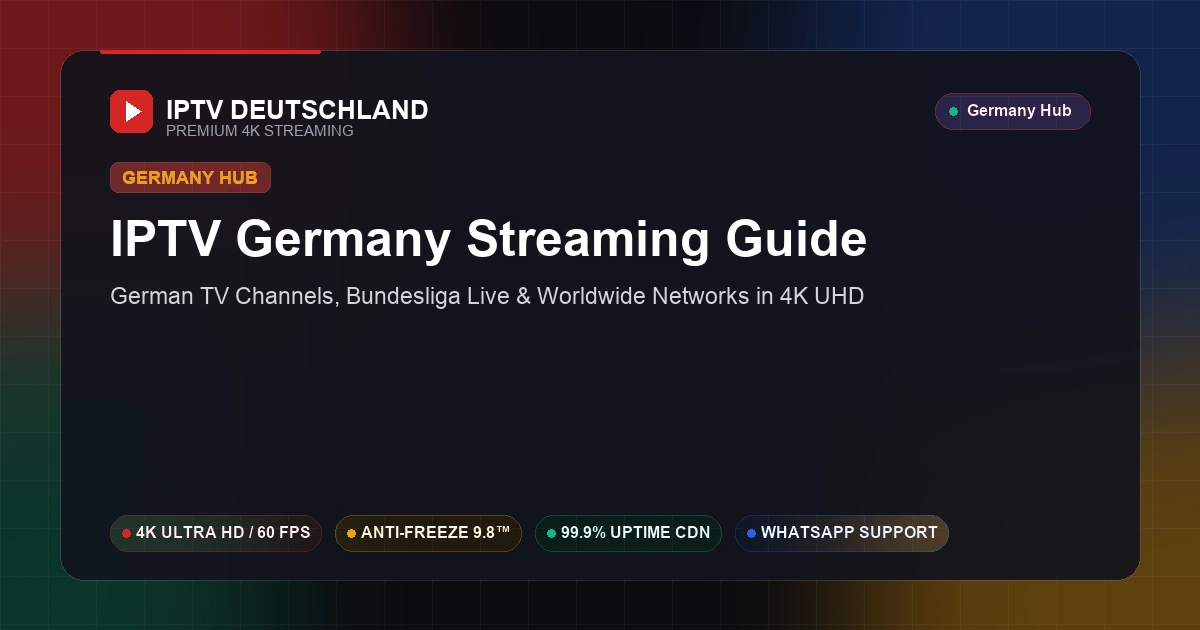 IPTV DEUTSCHLAND
PREMIUM 4K STREAMING
Germany Hub
GERMANY HUB
IPTV Germany Streaming Guide
German TV Channels, Bundesliga Live & Worldwide Networks in 4K UHD
4K ULTRA HD / 60 FPS
ANTI-FREEZE 9.8™
99.9% UPTIME CDN
WHATSAPP SUPPORT